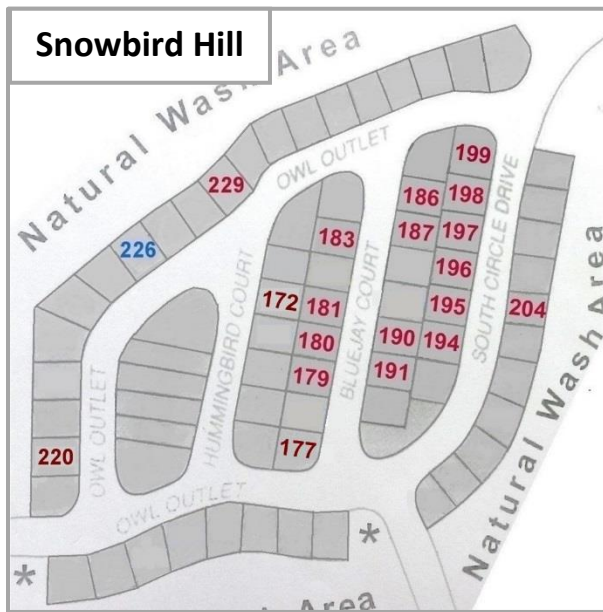 Snowbird Hill
Natural Wash Area
OWL OUTLET
199
229
186 198
183
187 197
226
196
172 181
195
204
HUMMINGBIRD COURT
BLUEJAY COURT
SOUTH CIRCLE DRIVE
180
190 194
179
191
220
OWL OUTLET
177
OWL OUTLET
Natural Wash Area
*
*
Area